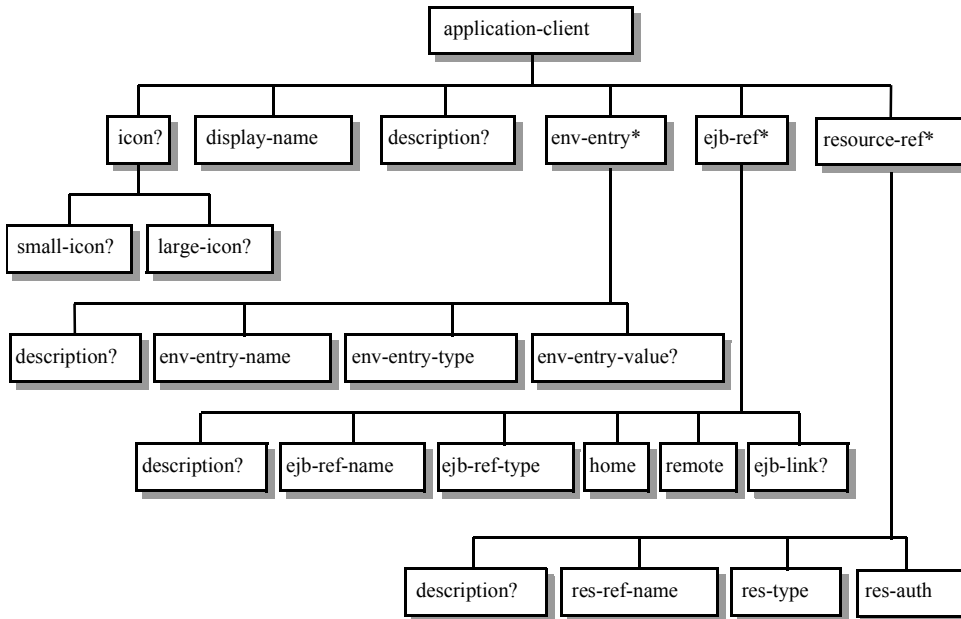 application-client
icon?
display-name
description?
env-entry*
ejb-ref*
resource-ref*
small-icon?
large-icon?
description?
env-entry-name
env-entry-type
env-entry-value?
description?
ejb-ref-name
ejb-ref-type
home
remote
ejb-link?
description?
res-ref-name
res-type
res-auth